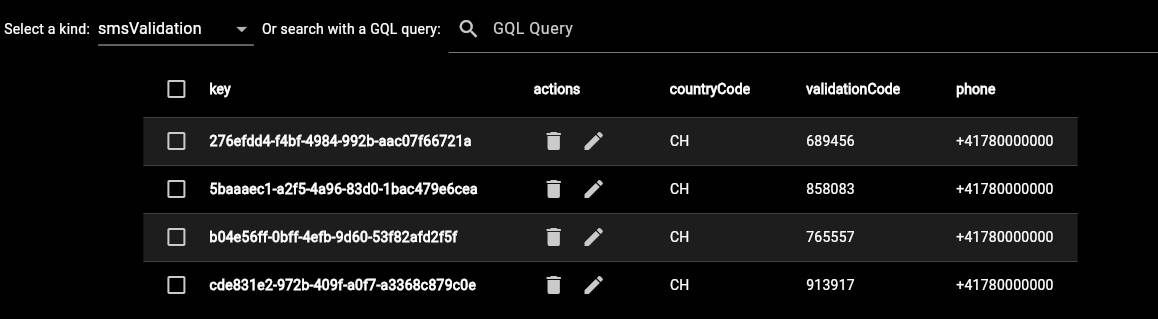 Select a kind: smsValidation Or search with a GQL query: GQL Query
key actions countryCode validationCode phone
276efdd4-f4bf-4984-992b-aac07f66721a CH 689456 +41780000000
5baaaec1-a2f5-4a96-83d0-1bac479e6cea CH 858083 +41780000000
b04e56ff-0bff-4efb-9d60-53f82afd2f5f CH 765557 +41780000000
cde831e2-972b-409f-a0f7-a3368c879c0e CH 913917 +41780000000